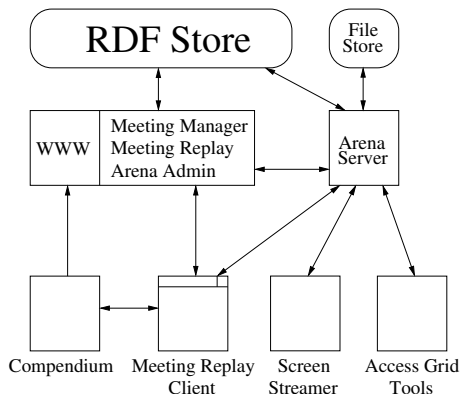 RDF Store
File
Store
WWW
Meeting Manager
Meeting Replay
Arena Admin
Arena
Server
Compendium
Meeting Replay
Client
Screen
Streamer
Access Grid
Tools